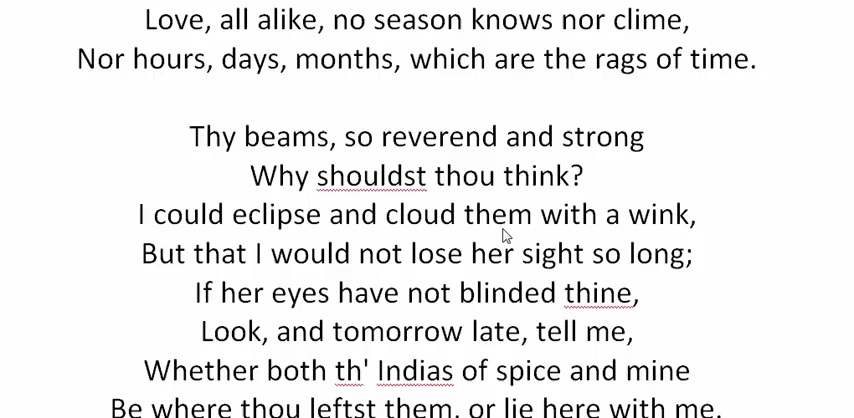 Love, all alike, no season knows nor clime,
Nor hours, days, months, which are the rags of time.
Thy beams, so reverend and strong
Why shouldst thou think?
I could eclipse and cloud them with a wink,
But that I would not lose her sight so long;
If her eyes have not blinded thine,
Look, and tomorrow late, tell me,
Whether both th' Indias of spice and mine
Be where thou leftst them, or lie here with me.